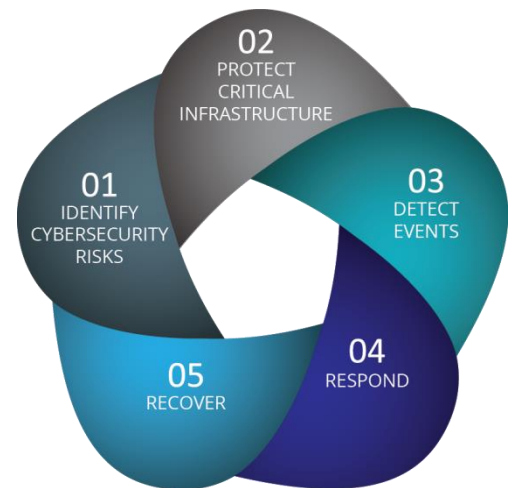 01
IDENTIFY
CYBERSECURITY
RISKS
02
PROTECT
CRITICAL
INFRASTRUCTURE
03
DETECT
EVENTS
04
RESPOND
05
RECOVER